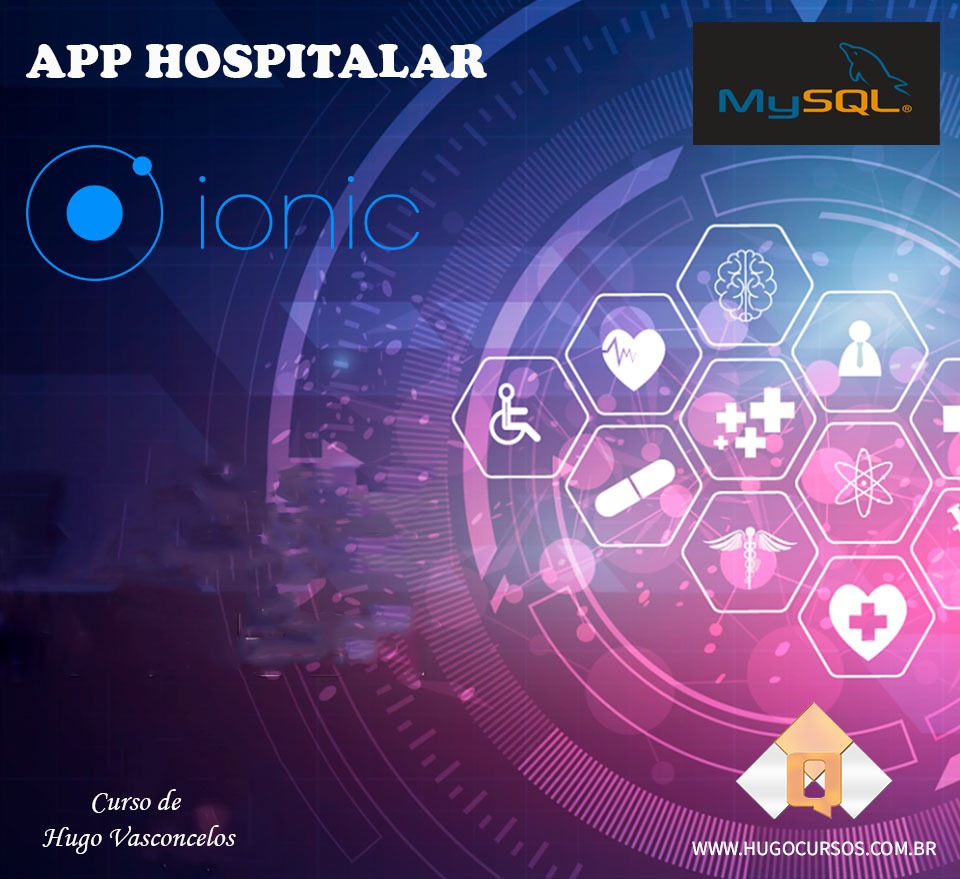 APP HOSPITALAR
MySQL®
ionic
Curso de
Hugo Vasconcelos
WWW.HUGOCURSOS.COM.BR